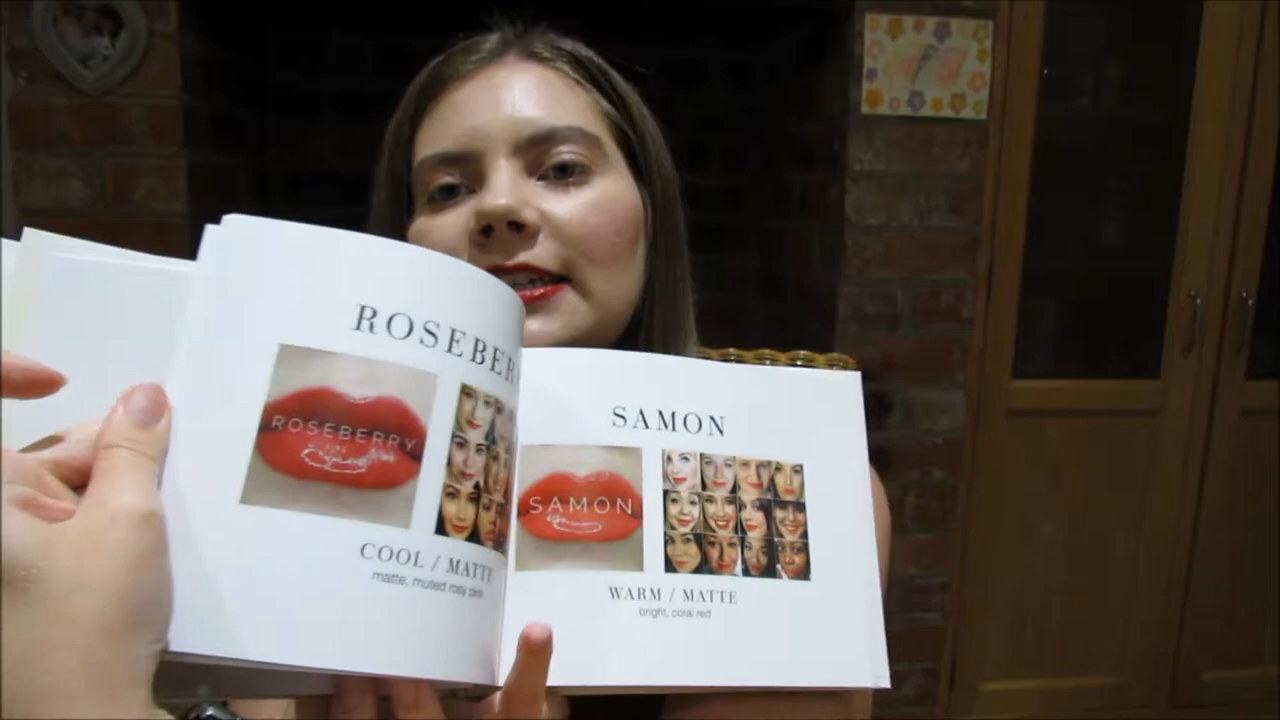 ROSEBER
ROSEBERRY
COOL / MATTE
matte, muted rosy pink
SAMON
SAMON
WARM / MATTE
bright, coral red